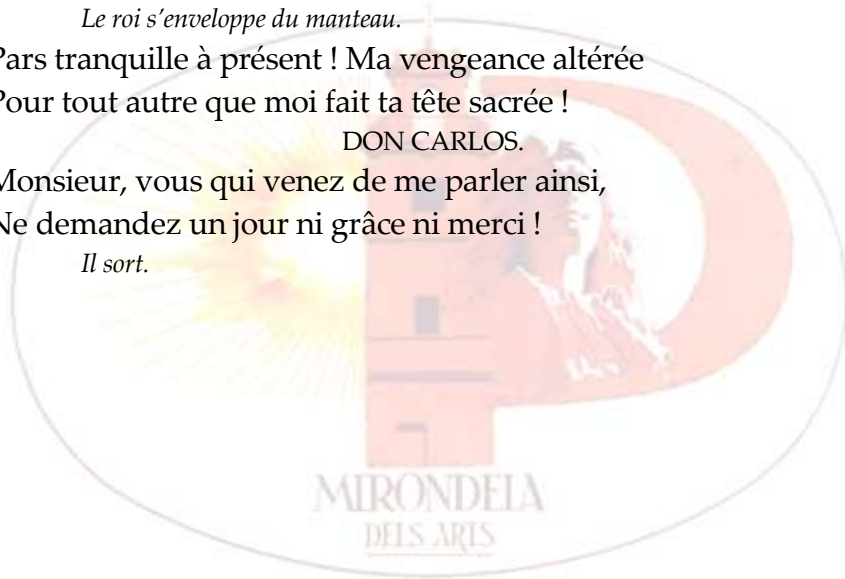 Le roi s’enveloppe du manteau.
Pars tranquille à présent ! Ma vengeance altérée
Pour tout autre que moi fait ta tête sacrée !
DON CARLOS.
Monsieur, vous qui venez de me parler ainsi,
Ne demandez un jour ni grâce ni merci !
Il sort.
MIRONDELA
DELS ARTS